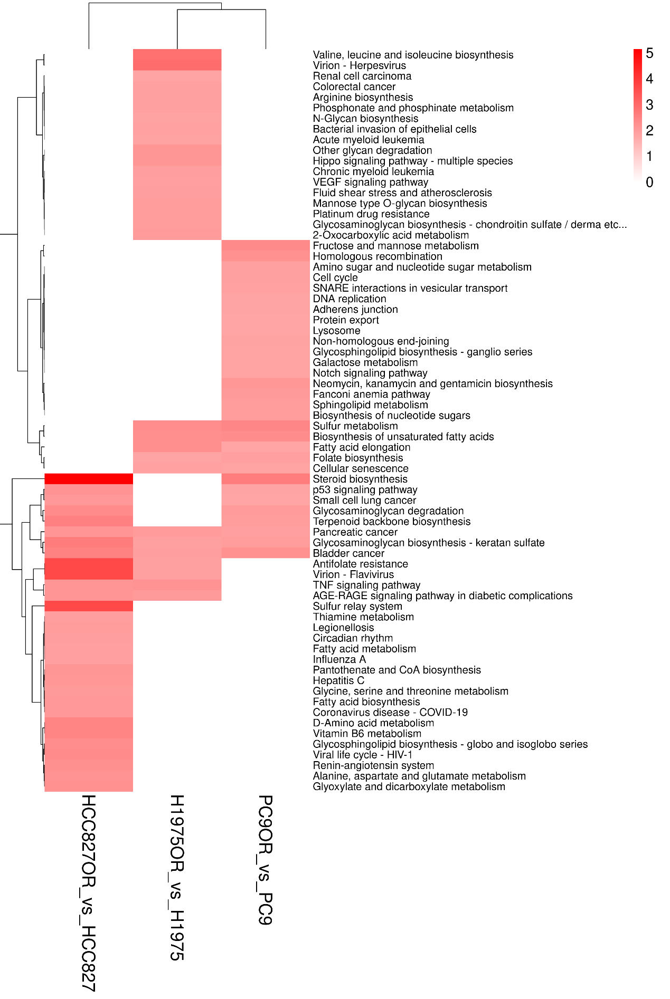 Valine, leucine and isoleucine biosynthesis
Virion - Herpesvirus
Renal cell carcinoma
Colorectal cancer
Arginine biosynthesis
Phosphonate and phosphinate metabolism
N-Glycan biosynthesis
Bacterial invasion of epithelial cells
Acute myeloid leukemia
Other glycan degradation
Hippo signaling pathway - multiple species
Chronic myeloid leukemia
VEGF signaling pathway
Fluid shear stress and atherosclerosis
Mannose type O-glycan biosynthesis
Platinum drug resistance
Glycosaminoglycan biosynthesis - chondroitin sulfate / derma etc...
2-Oxocarboxylic acid metabolism
Fructose and mannose metabolism
Homologous recombination
Amino sugar and nucleotide sugar metabolism
Cell cycle
SNARE interactions in vesicular transport
DNA replication
Adherens junction
Protein export
Lysosome
Non-homologous end-joining
Glycosphingolipid biosynthesis - ganglio series
Galactose metabolism
Notch signaling pathway
Neomycin, kanamycin and gentamicin biosynthesis
Fanconi anemia pathway
Sphingolipid metabolism
Biosynthesis of nucleotide sugars
Sulfur metabolism
Biosynthesis of unsaturated fatty acids
Fatty acid elongation
Folate biosynthesis
Cellular senescence
Steroid biosynthesis
p53 signaling pathway
Small cell lung cancer
Glycosaminoglycan degradation
Terpenoid backbone biosynthesis
Pancreatic cancer
Glycosaminoglycan biosynthesis - keratan sulfate
Bladder cancer
Antifolate resistance
Virion - Flavivirus
TNF signaling pathway
AGE-RAGE signaling pathway in diabetic complications
Sulfur relay system
Thiamine metabolism
Legionellosis
Circadian rhythm
Fatty acid metabolism
Influenza A
Pantothenate and CoA biosynthesis
Hepatitis C
Glycine, serine and threonine metabolism
Fatty acid biosynthesis
Coronavirus disease - COVID-19
D-Amino acid metabolism
Vitamin B6 metabolism
Glycosphingolipid biosynthesis - globo and isoglobo series
Viral life cycle - HIV-1
Renin-angiotensin system
Alanine, aspartate and glutamate metabolism
Glyoxylate and dicarboxylate metabolism
5
4
3
2
1
0
HCC827OR_vs_HCC827
H1975OR_vs_H1975
PC9OR_vs_PC9